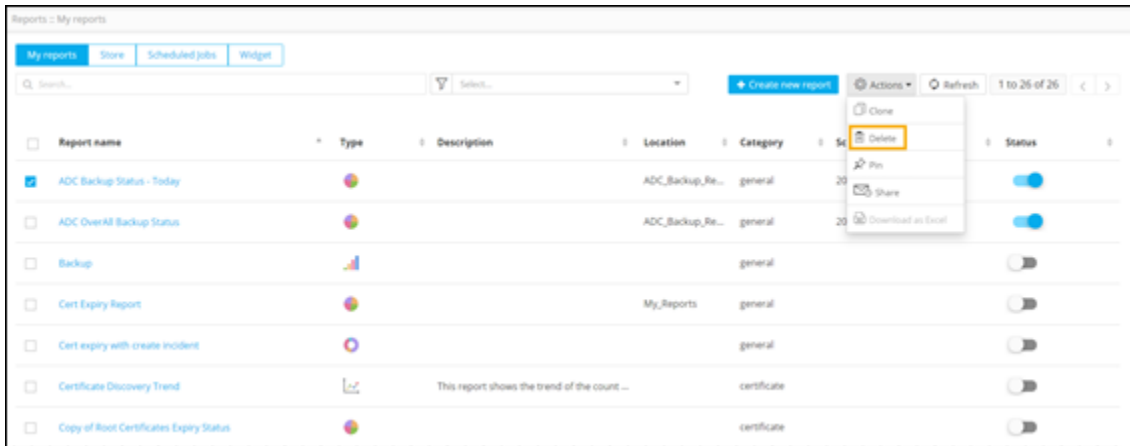 Reports :: My reports
My reports Store Scheduled Jobs Widget
Search... Select... + Create new report Actions Refresh 1 to 26 of 26 < >
Clone
Report name Type Description Location Category Sc Delete Status
Pin
ADC Backup Status - Today ADC_Backup_Re... general 20
Share
ADC OverAll Backup Status ADC_Backup_Re... general 20 Download as Excel
Backup general
Cert Expiry Report My_Reports general
Cert expiry with create incident general
Certificate Discovery Trend This report shows the trend of the count ... certificate
Copy of Root Certificates Expiry Status certificate